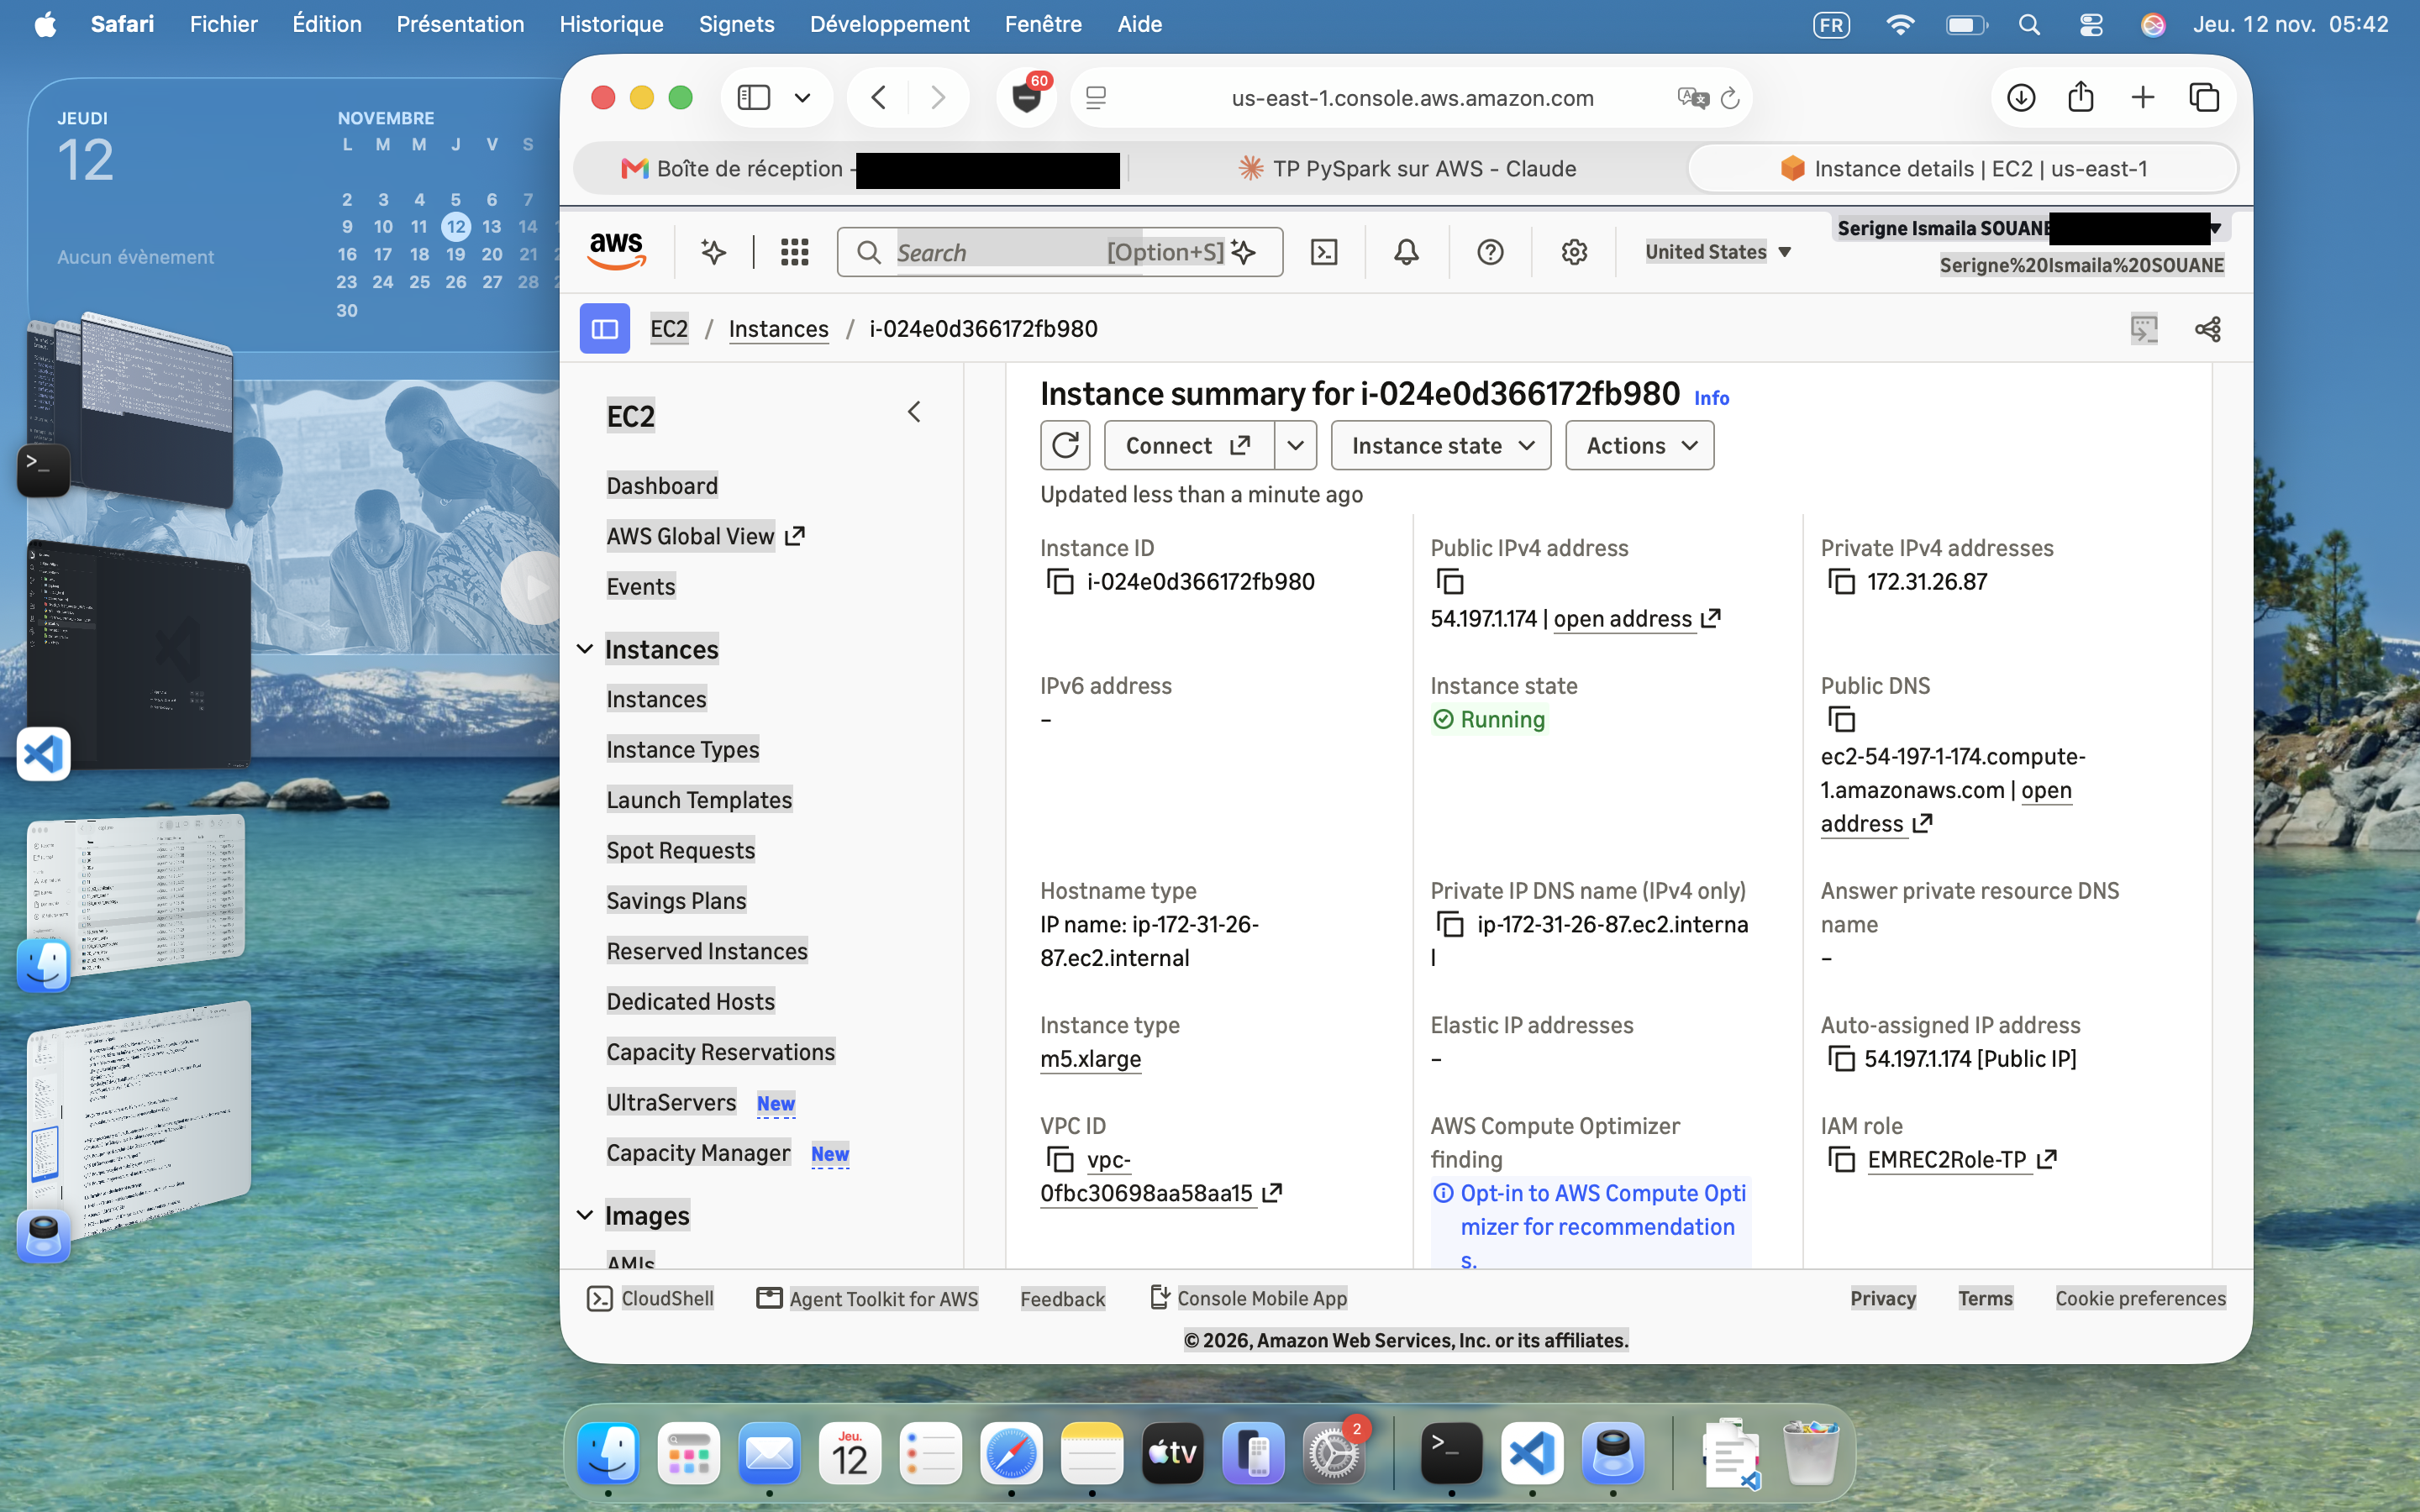 Safari Fichier Édition Présentation Historique Signets Développement Fenêtre Aide FR Jeu. 12 nov. 05:42
JEUDI
12
Aucun évènement
NOVEMBRE
L M M J V S
2 3 4 5 6 7
9 10 11 12 13 14
16 17 18 19 20 21
23 24 25 26 27 28
30
60
us-east-1.console.aws.amazon.com
Boîte de réception -
TP PySpark sur AWS - Claude
Instance details | EC2 | us-east-1
aws
Search [Option+S]
United States
Serigne Ismaila SOUANE
Serigne%20Ismaila%20SOUANE
EC2 / Instances / i-024e0d366172fb980
EC2
Dashboard
AWS Global View
Events
Instances
Instances
Instance Types
Launch Templates
Spot Requests
Savings Plans
Reserved Instances
Dedicated Hosts
Capacity Reservations
UltraServers New
Capacity Manager New
Images
AMIs
Instance summary for i-024e0d366172fb980 Info
Connect
Instance state
Actions
Updated less than a minute ago
Instance ID
i-024e0d366172fb980
Public IPv4 address
54.197.1.174 | open address
Private IPv4 addresses
172.31.26.87
IPv6 address
–
Instance state
Running
Public DNS
ec2-54-197-1-174.compute-
1.amazonaws.com | open
address
Hostname type
IP name: ip-172-31-26-
87.ec2.internal
Private IP DNS name (IPv4 only)
ip-172-31-26-87.ec2.interna
l
Answer private resource DNS
name
–
Instance type
m5.xlarge
Elastic IP addresses
–
Auto-assigned IP address
54.197.1.174 [Public IP]
VPC ID
vpc-
0fbc30698aa58aa15
AWS Compute Optimizer
finding
Opt-in to AWS Compute Opti
mizer for recommendation
s.
IAM role
EMREC2Role-TP
CloudShell
Agent Toolkit for AWS
Feedback
Console Mobile App
Privacy
Terms
Cookie preferences
© 2026, Amazon Web Services, Inc. or its affiliates.
Jeu.
12
tv
2